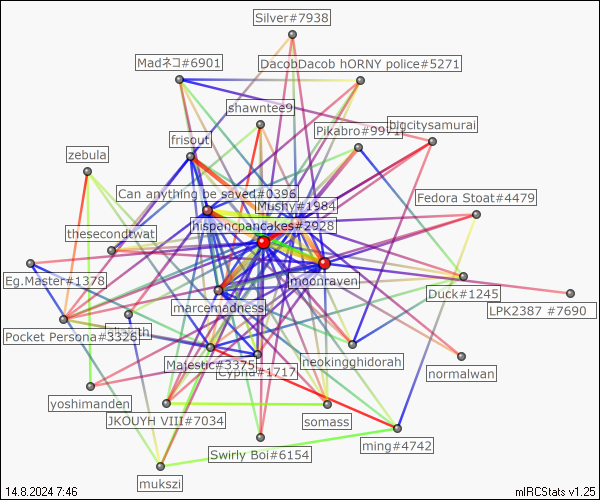 Silver#7938
Madネコ#6901
DacobDacob hORNY police#5271
shawntee9
bigcitysamurai
Pikabro#9971
frisout
zebula
Can anything be saved#0396
Fedora Stoat#4479
Mushy#1984
hispancpancakes#2928
thesecondtwat
Eg.Master#1378
moonraven
Duck#1245
marcemadness
LPK2387 #7690
Pocket Persona#3326
neokingghidorah
Majestic#3375
#1717
normalwan
yoshimanden
JKOUYH VIII#7034
somass
ming#4742
Swirly Boi#6154
mukszi
14.8.2024 7:46
mIRCStats v1.25